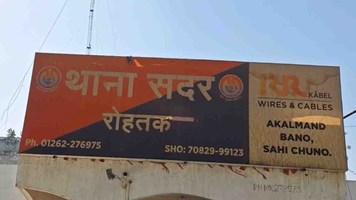 थाना सदर
रोहतक
Ph. 01262-276975
SHO: 70829-99123
RR
KABEL
WIRES & CABLES
AKALMAND
BANO,
SAHI CHUNO.